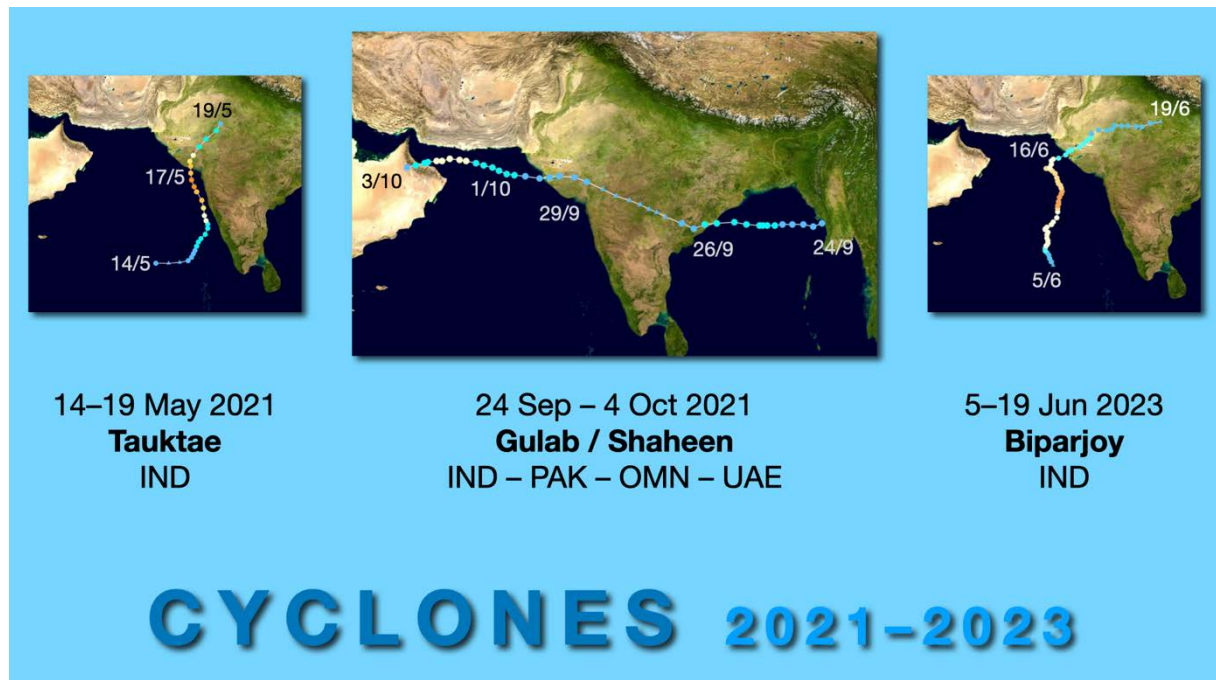 19/5
17/5
14/5
3/10
1/10
29/9
26/9
24/9
19/6
16/6
5/6
14–19 May 2021
Tauktae
IND
24 Sep – 4 Oct 2021
Gulab / Shaheen
IND – PAK – OMN – UAE
5–19 Jun 2023
Biparjoy
IND
CYCLONES 2021–2023